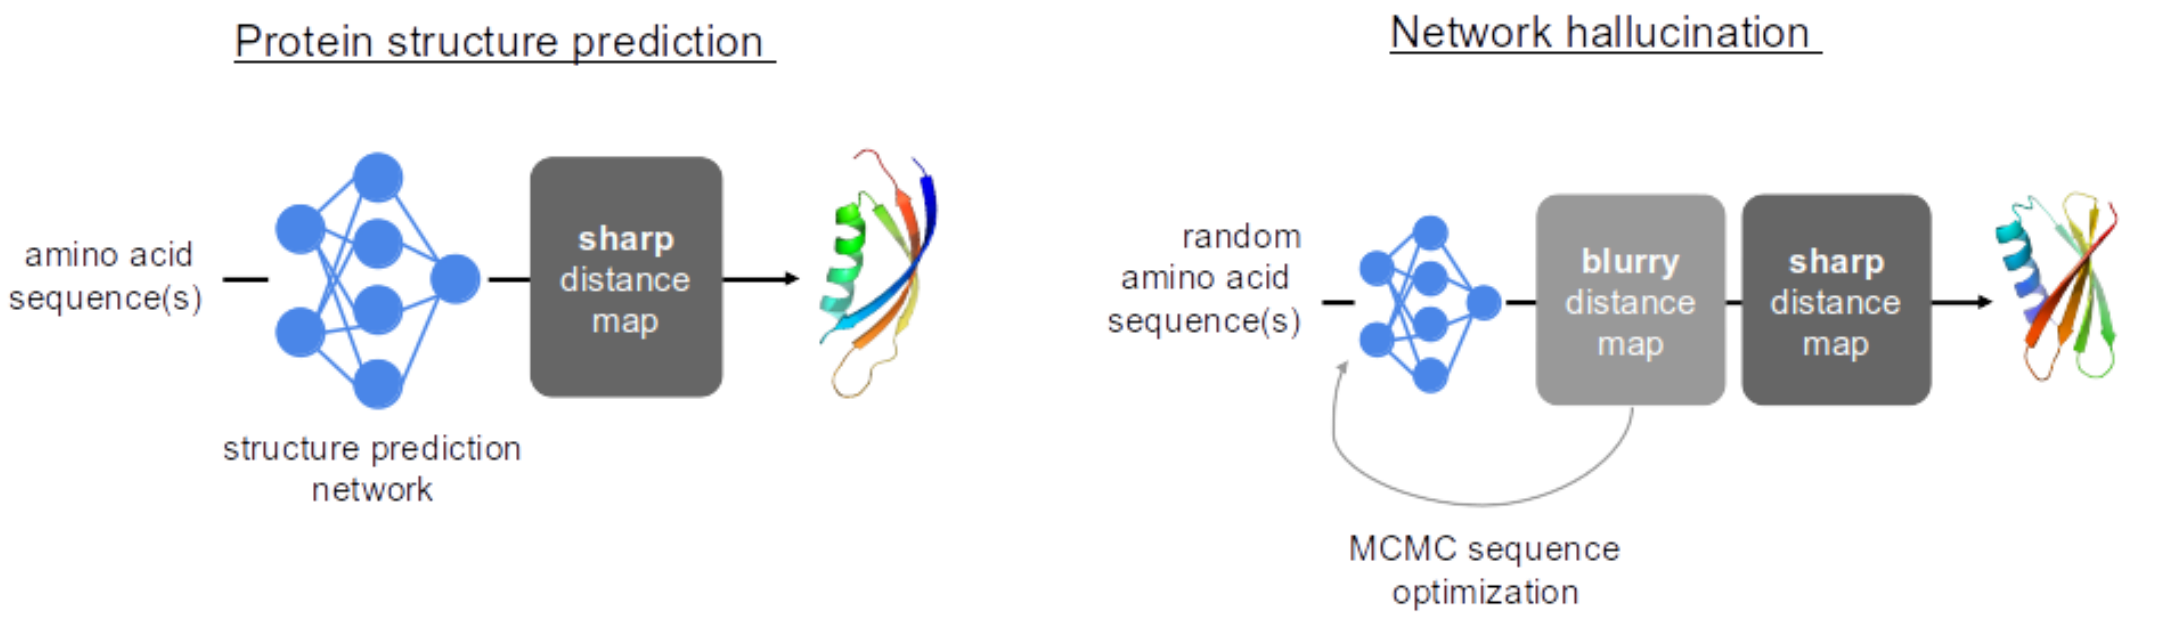 Protein structure prediction
amino acid
sequence(s)
sharp
distance
map
structure prediction
network
Network hallucination
random
amino acid
sequence(s)
blurry
distance
map
sharp
distance
map
MCMC sequence
optimization